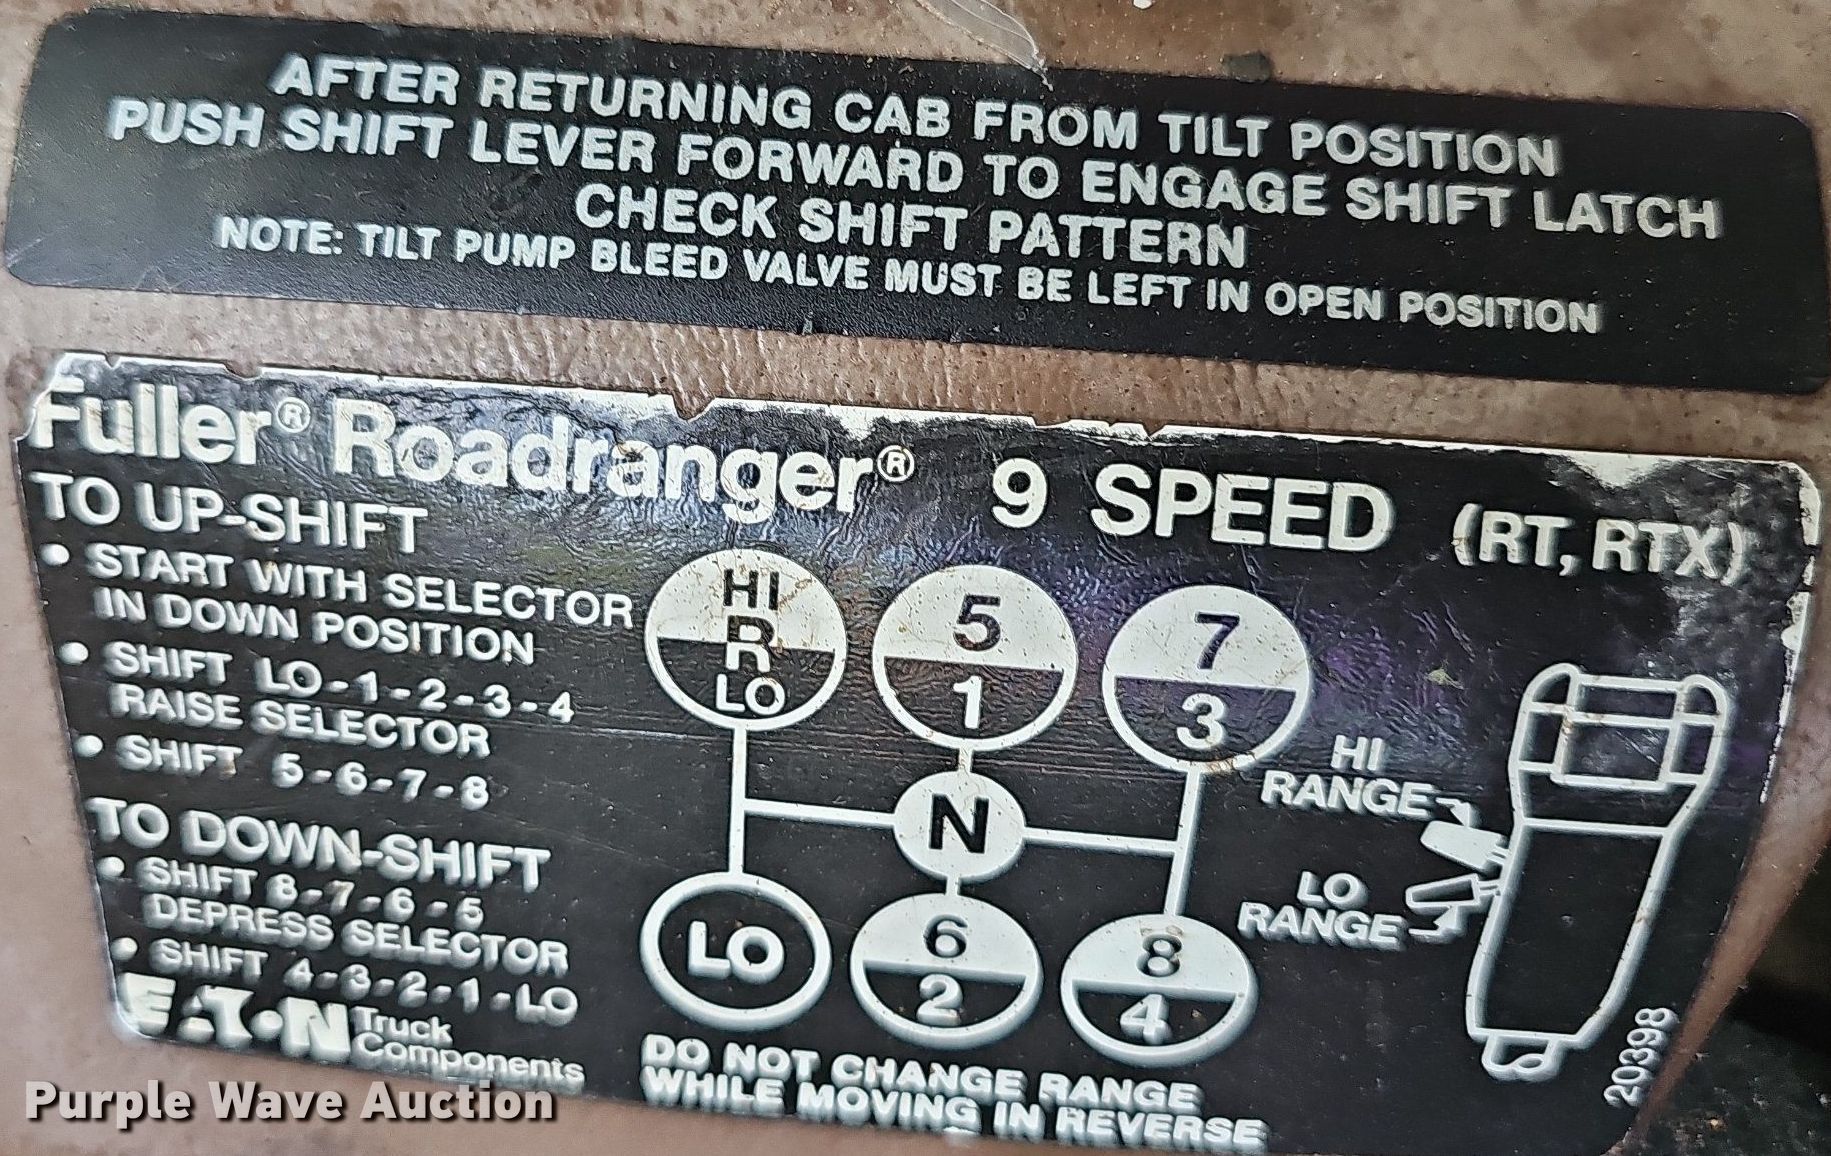 AFTER RETURNING CAB FROM TILT POSITION
PUSH SHIFT LEVER FORWARD TO ENGAGE SHIFT LATCH
CHECK SHIFT PATTERN
NOTE: TILT PUMP BLEED VALVE MUST BE LEFT IN OPEN POSITION
Fuller® Roadranger® 9 SPEED (RT, RTX)
TO UP-SHIFT
• START WITH SELECTOR
IN DOWN POSITION
• SHIFT LO-1-2-3-4
RAISE SELECTOR
• SHIFT 5-6-7-8
TO DOWN-SHIFT
• SHIFT 8-7-6-5
DEPRESS SELECTOR
• SHIFT 4-3-2-1-LO
EATON Truck
Components
HI
R
LO
5
1
7
3
N
LO
6
2
8
4
HI
RANGE
LO
RANGE
DO NOT CHANGE RANGE
WHILE MOVING IN REVERSE
20398
Purple Wave Auction